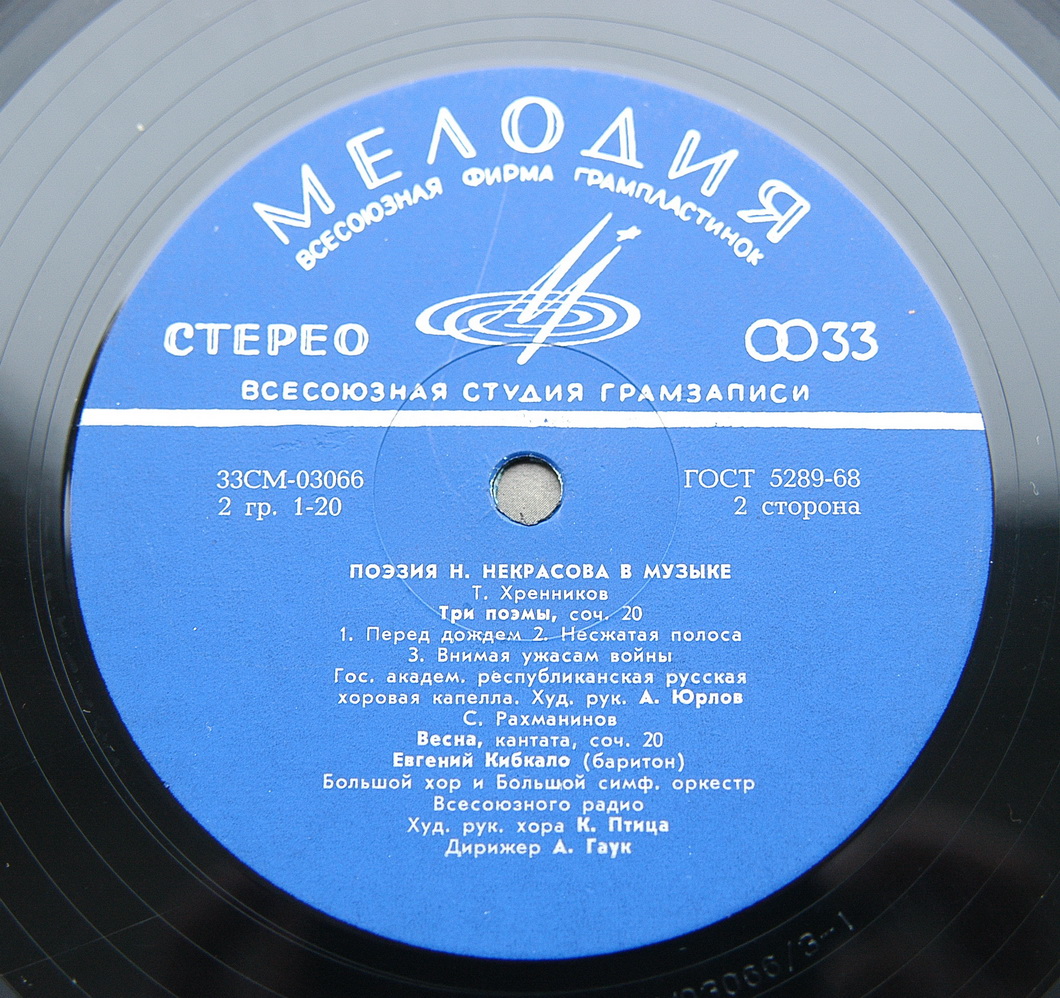 МЕЛОДИЯ
ВСЕСОЮЗНАЯ ФИРМА ГРАМПЛАСТИНОК
СТЕРЕО
33
ВСЕСОЮЗНАЯ СТУДИЯ ГРАМЗАПИСИ
33СМ-03066
ГОСТ 5289-68
2 гр. 1-20
2 сторона
ПОЭЗИЯ Н. НЕКРАСОВА В МУЗЫКЕ
Т. Хренников
Три поэмы, соч. 20
1. Перед дождем 2. Несжатая полоса
3. Внимая ужасам войны
Гос. академ. республиканская русская
хоровая капелла. Худ. рук. А. Юрлов
С. Рахманинов
Весна, кантата, соч. 20
Евгений Кибкало (баритон)
Большой хор и Большой симф. оркестр
Всесоюзного радио
Худ. рук. хора К. Птица
Дирижер А. Гаук
03066/3-1